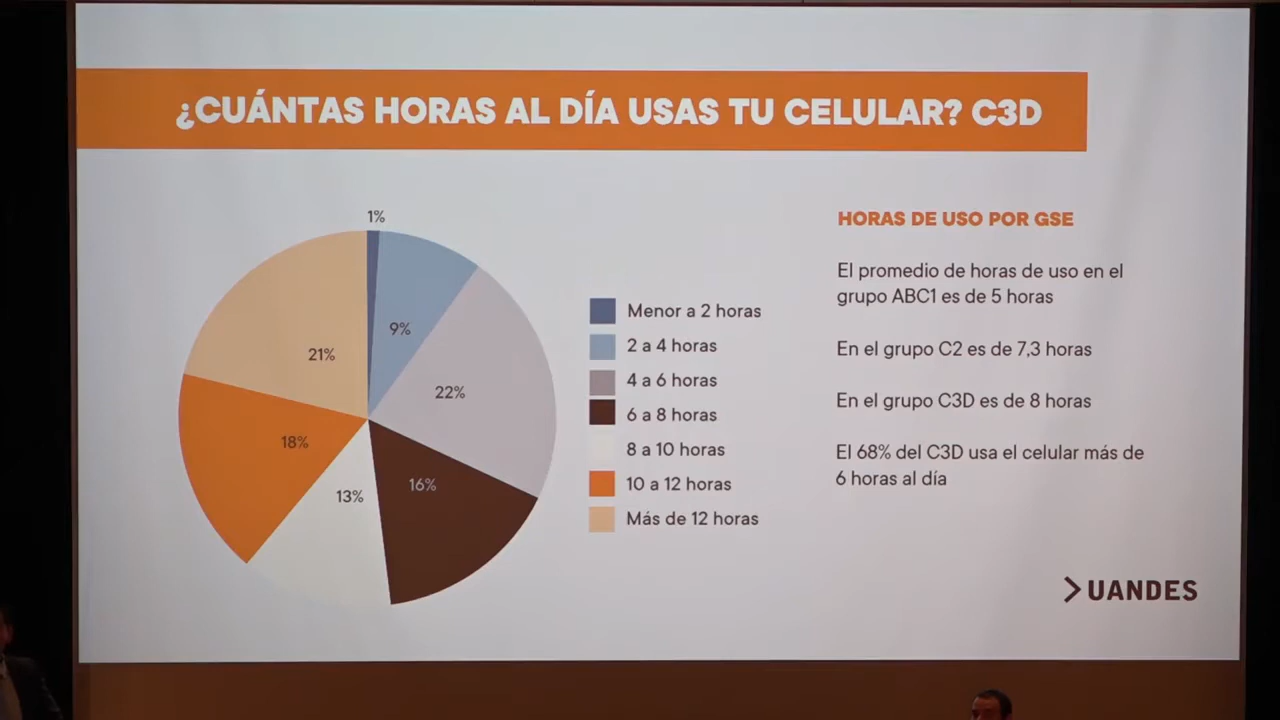 ¿CUÁNTAS HORAS AL DÍA USAS TU CELULAR? C3D
1%
9%
22%
16%
13%
18%
21%
Menor a 2 horas
2 a 4 horas
4 a 6 horas
6 a 8 horas
8 a 10 horas
10 a 12 horas
Más de 12 horas
HORAS DE USO POR GSE
El promedio de horas de uso en el
grupo ABC1 es de 5 horas
En el grupo C2 es de 7,3 horas
En el grupo C3D es de 8 horas
El 68% del C3D usa el celular más de
6 horas al día
UANDES